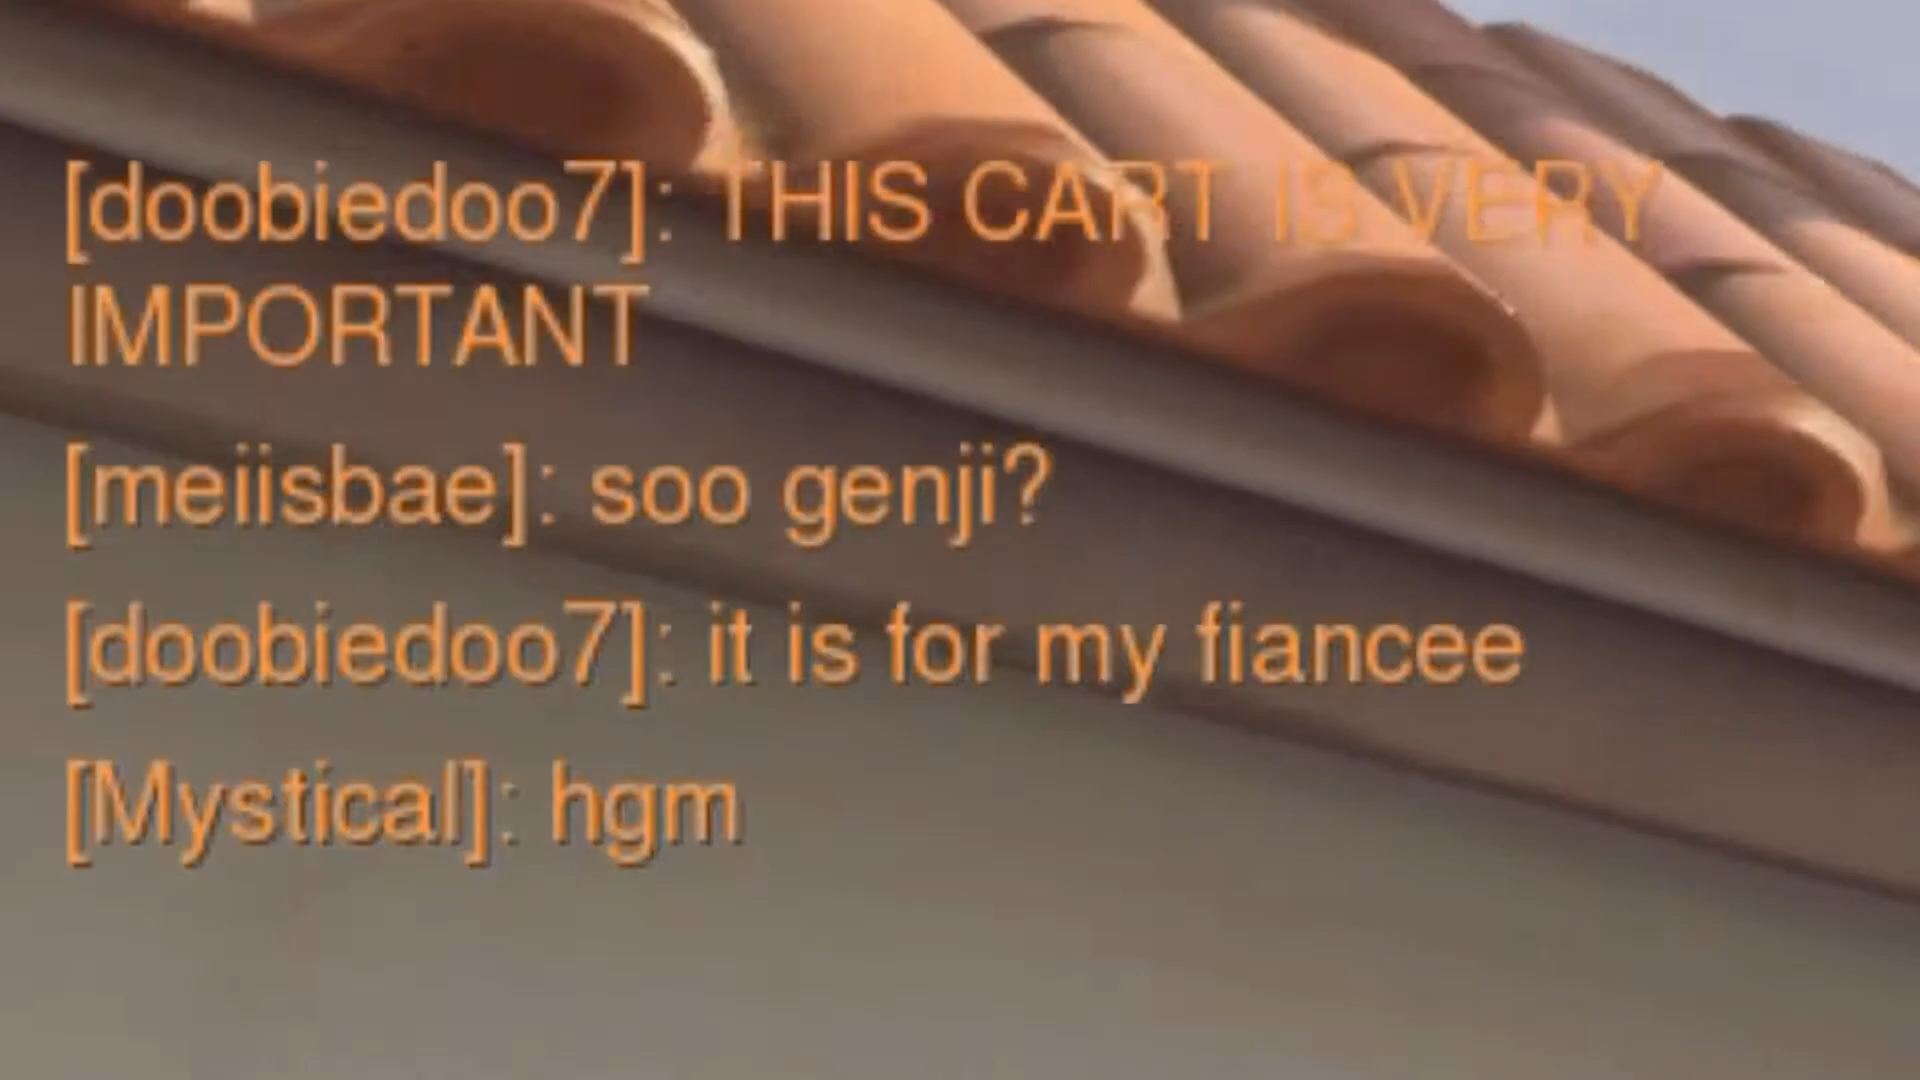 [doobiedoo7]: THIS CART IS VERY
IMPORTANT
[meiisbae]: soo genji?
[doobiedoo7]: it is for my fiancee
[Mystical]: hgm